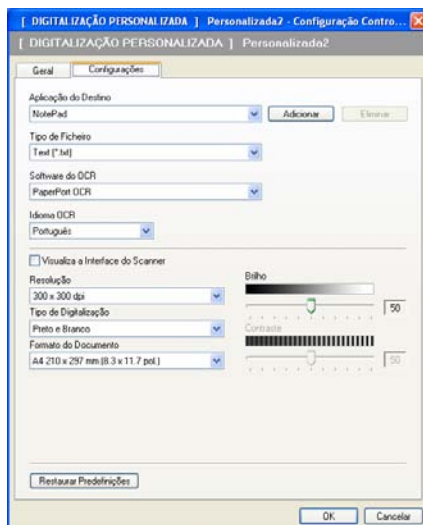 [ DIGITALIZAÇÃO PERSONALIZADA ] Personalizada2 - Configuração Contro...
[ DIGITALIZAÇÃO PERSONALIZADA ] Personalizada2
Geral Configurações
Aplicação do Destino
NotePad Adicionar Eliminar
Tipo de Ficheiro
Text (*.txt)
Software do OCR
PaperPort OCR
Idioma OCR
Português
Visualiza a Interface do Scanner
Resolução Brilho
300 x 300 dpi 50
Tipo de Digitalização
Preto e Branco Contraste
Formato do Documento
A4 210 x 297 mm (8.3 x 11.7 pol.) 50
Restaurar Predefinições
OK Cancelar